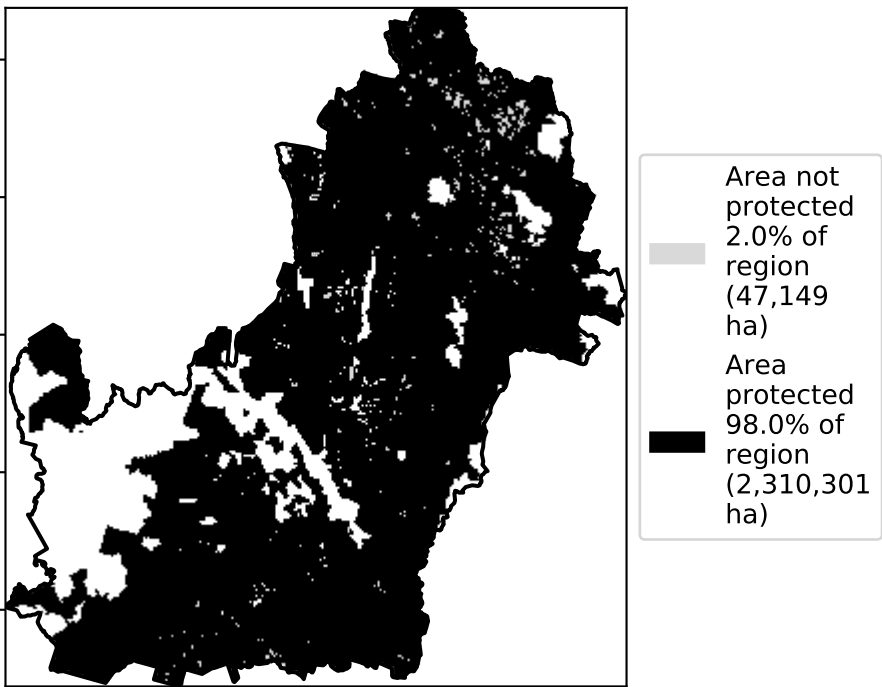 Area not
protected
2.0% of
region
(47,149
ha)
Area
protected
98.0% of
region
(2,310,301
ha)